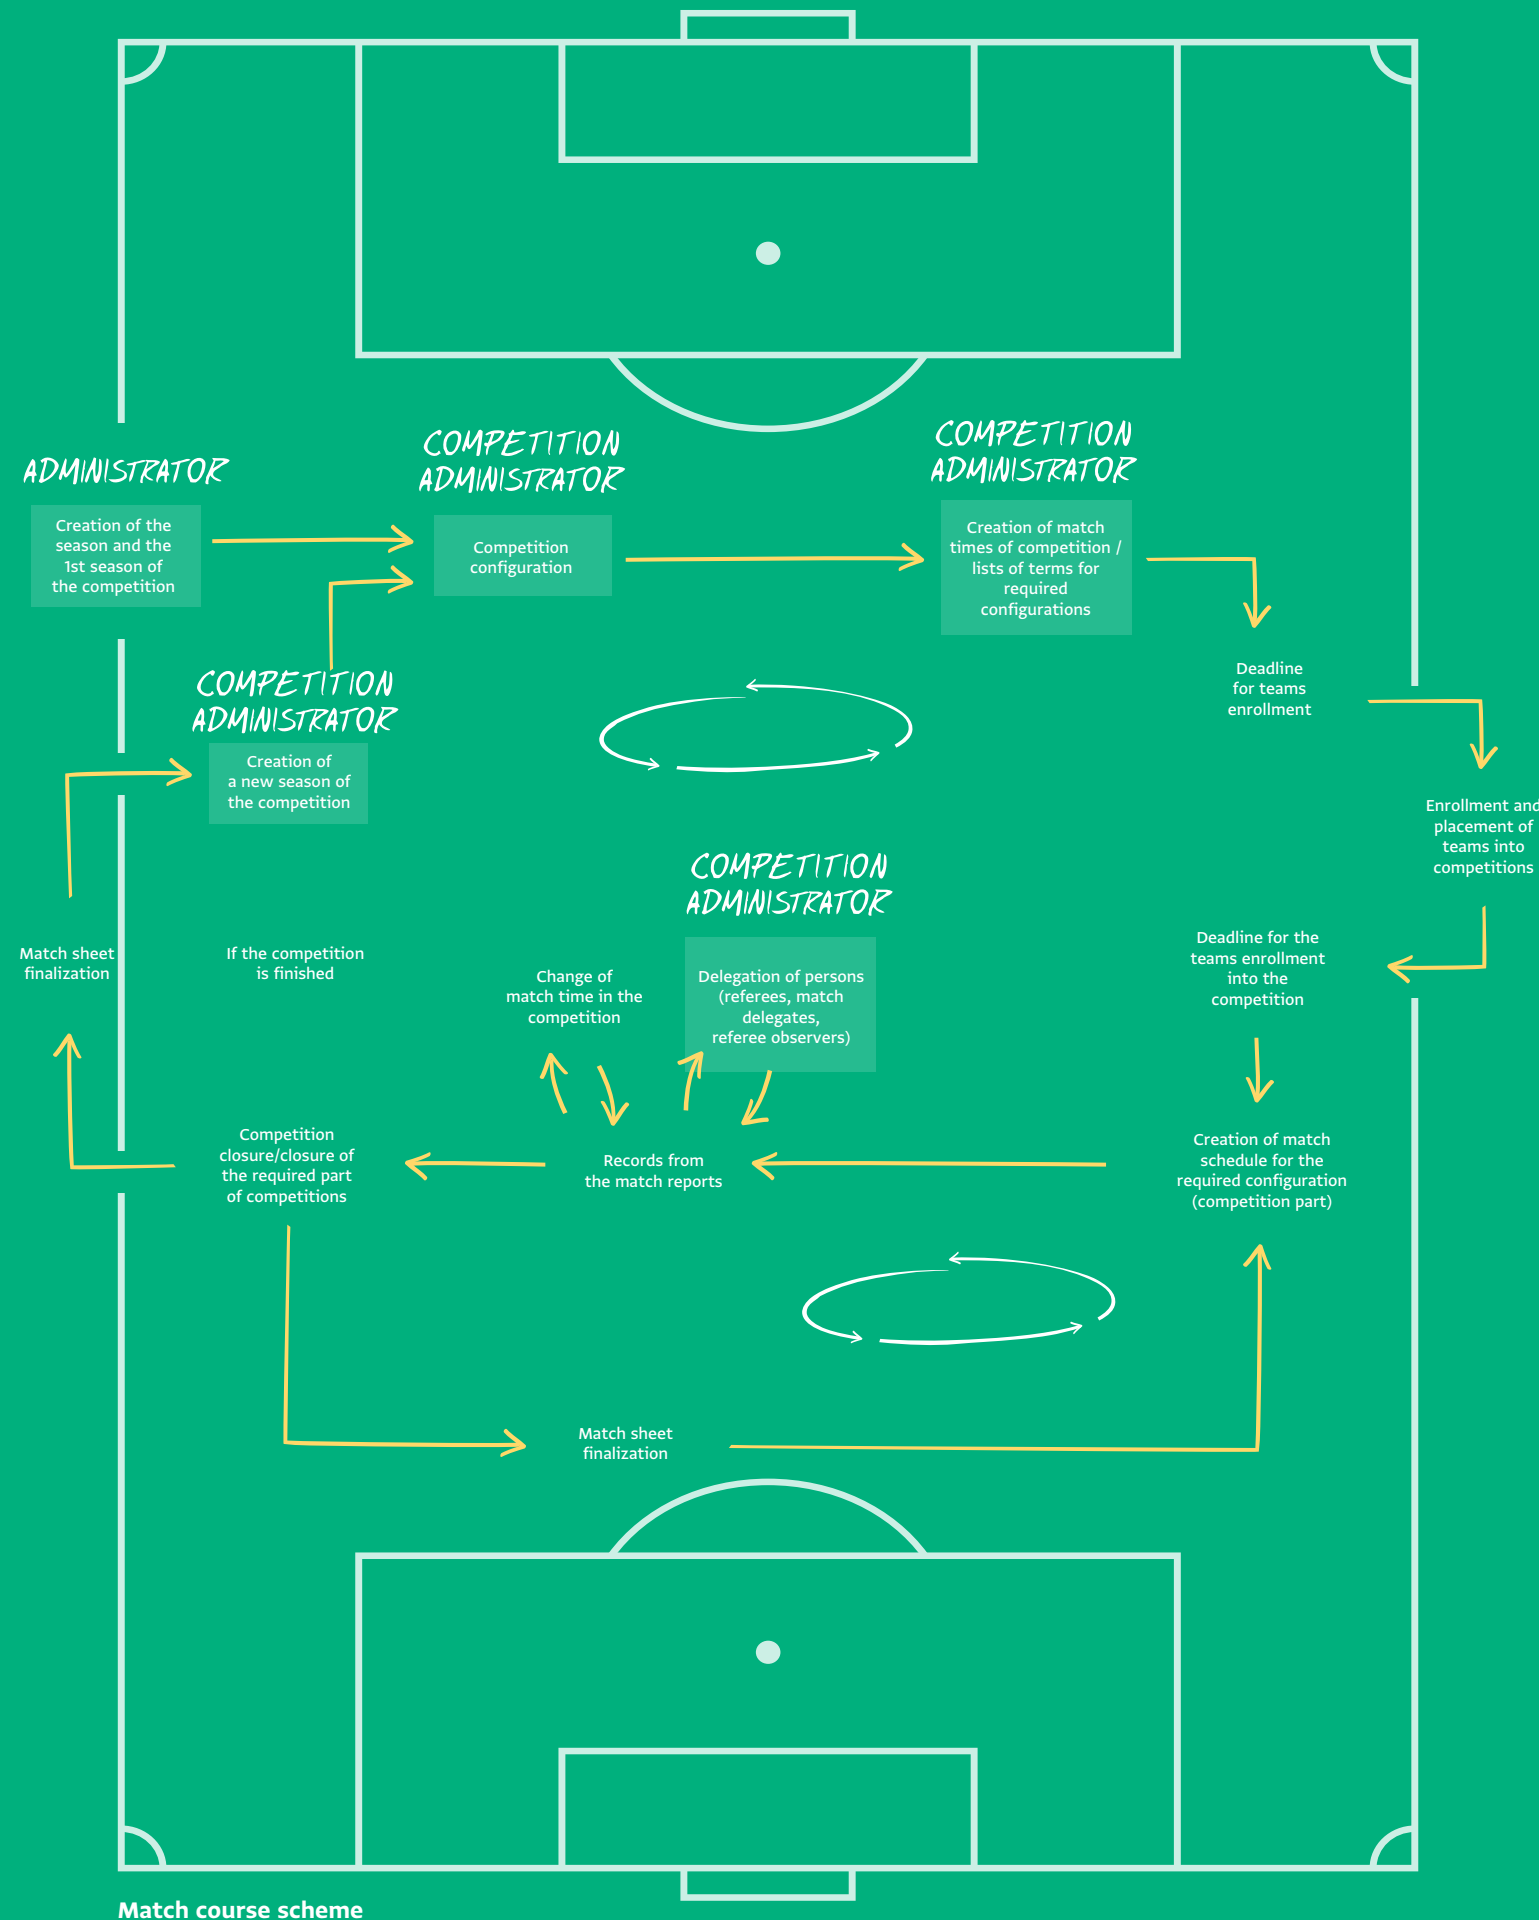 ADMINISTRATOR
Creation of the
season and the
1st season of
the competition
COMPETITION
ADMINISTRATOR
Competition
configuration
COMPETITION
ADMINISTRATOR
Creation of match
times of competition /
lists of terms for
required
configurations
Deadline
for teams
enrollment
COMPETITION
ADMINISTRATOR
Creation of
a new season of
the competition
Enrollment and
placement of
teams into
competitions
Match sheet
finalization
If the competition
is finished
Change of
match time in the
competition
COMPETITION
ADMINISTRATOR
Delegation of persons
(referees, match
delegates,
referee observers)
Deadline for the
teams enrollment
into the
competition
Competition
closure/closure of
the required part
of competitions
Records from
the match reports
Creation of match
schedule for the
required configuration
(competition part)
Match sheet
finalization
Match course scheme